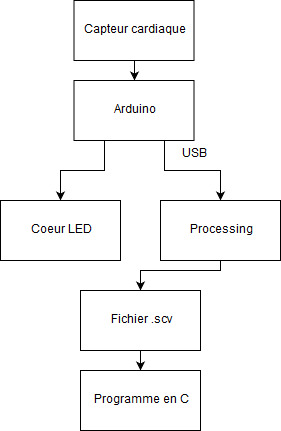 Capteur cardiaque
Arduino
USB
Coeur LED
Processing
Fichier .scv
Programme en C